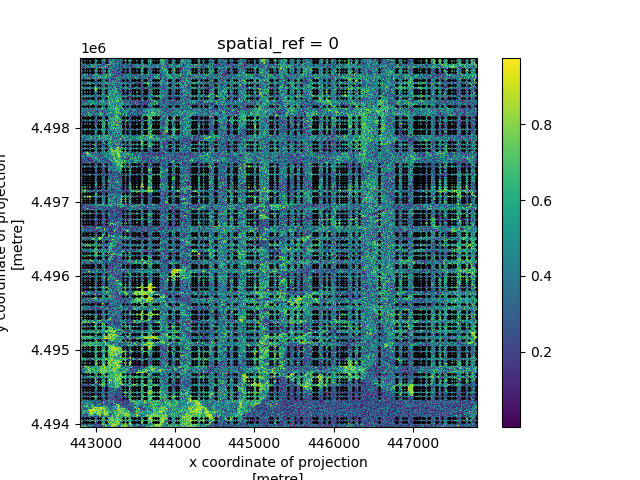 spatial_ref = 0
1e6
4.498
4.497
4.496
4.495
4.494
y coordinate of projection
[metre]
443000 444000 445000 446000 447000
x coordinate of projection
[metre]
0.8
0.6
0.4
0.2